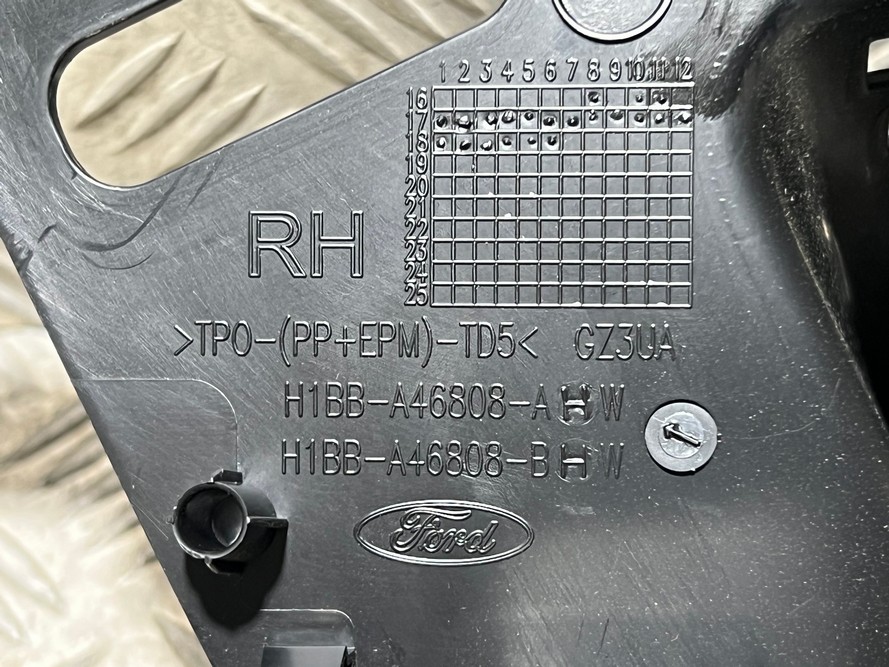 1 2 3 4 5 6 7 8 9 10 11 12
16
17
18
19
20
21
22
23
24
25
RH
>TPO-(PP+EPM)-TD5< GZ3UA
H1BB-A46808-AHW
H1BB-A46808-BHW
Ford